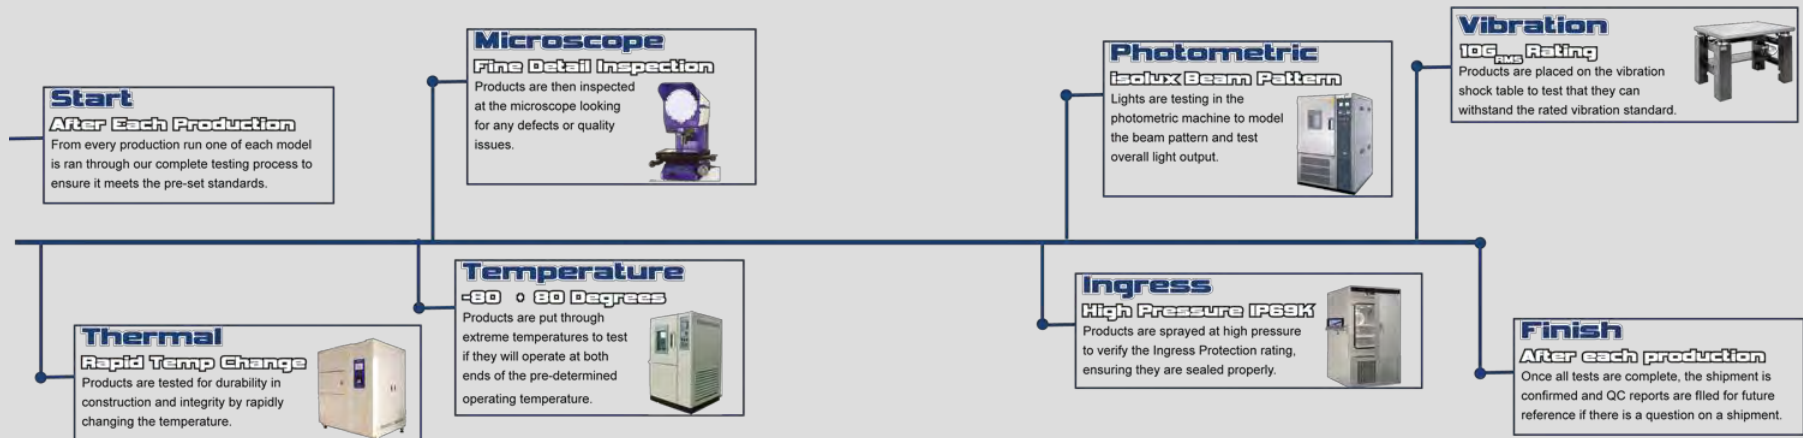 Start
After Each Production
From every production run one of each model
is ran through our complete testing process to
ensure it meets the pre-set standards.
Thermal
Rapid Temp Change
Products are tested for durability in
construction and integrity by rapidly
changing the temperature.
Microscope
Fine Detail Inspection
Products are then inspected
at the microscope looking
for any defects or quality
issues.
Temperature
-80 o 80 Degrees
Products are put through
extreme temperatures to test
if they will operate at both
ends of the pre-determined
operating temperature.
Photometric
isolux Beam Pattern
Lights are testing in the
photometric machine to model
the beam pattern and test
overall light output.
Ingress
High Pressure IP69K
Products are sprayed at high pressure
to verify the Ingress Protection rating,
ensuring they are sealed properly.
Vibration
10G RMS Rating
Products are placed on the vibration
shock table to test that they can
withstand the rated vibration standard.
Finish
After each production
Once all tests are complete, the shipment is
confirmed and QC reports are filed for future
reference if there is a question on a shipment.